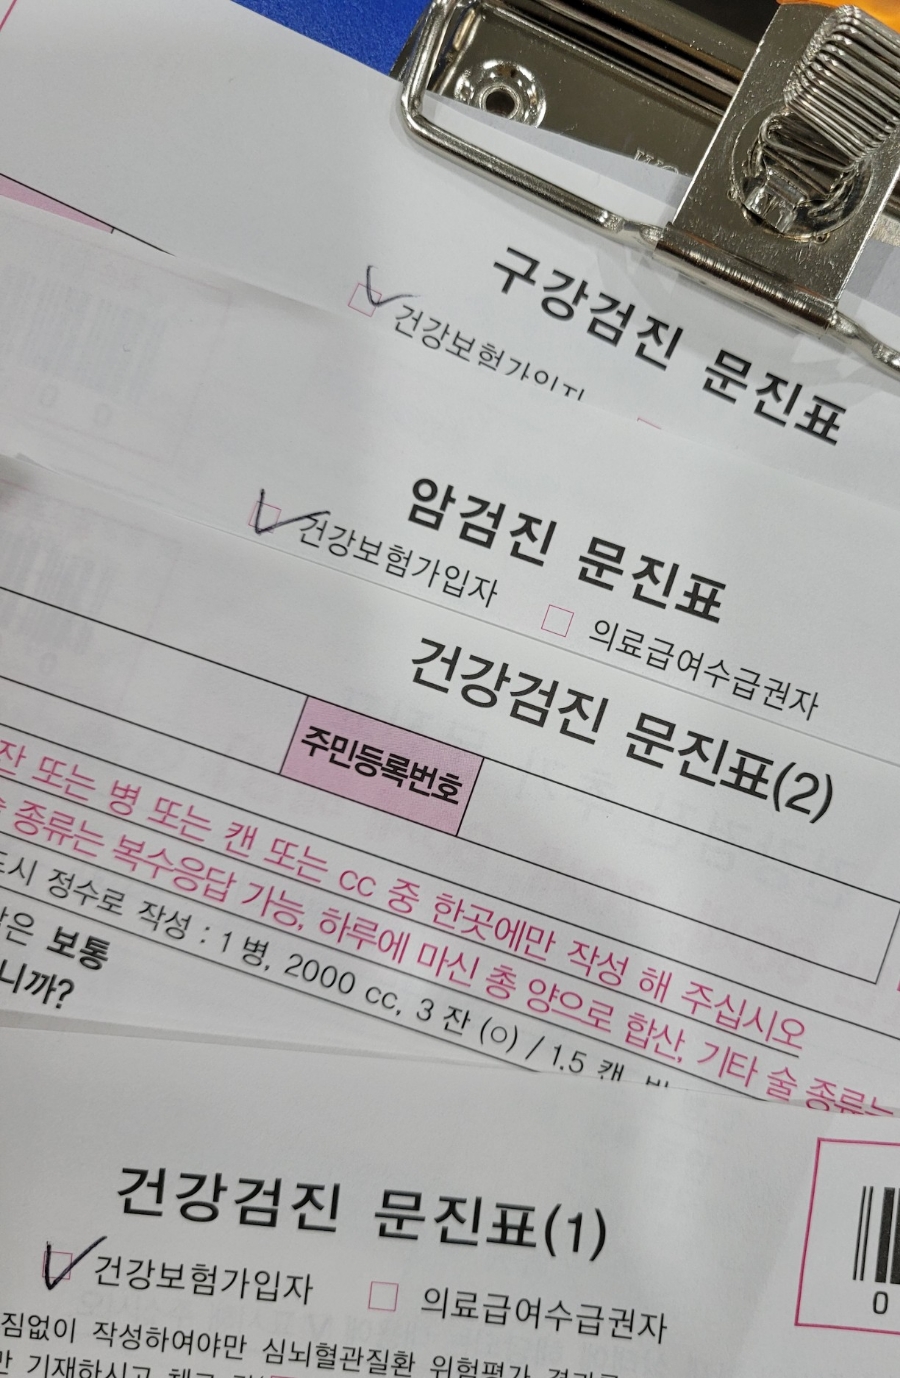 구강검진 문진표
건강보험가입자
암검진 문진표
건강보험가입자 의료급여수급권자
건강검진 문진표(2)
주민등록번호
잔 또는 병 또는 캔 또는 cc 중 한곳에만 작성 해 주십시오
종류는 복수응답 가능, 하루에 마신 총 양으로 합산, 기타 술 종류는
정수로 작성 : 1 병, 2000 cc, 3 잔 (○) / 1.5 캔
보통
니까?
건강검진 문진표(1)
건강보험가입자 의료급여수급권자
0
짐없이 작성하여야만 심뇌혈관질환 위험평가
기재하시고